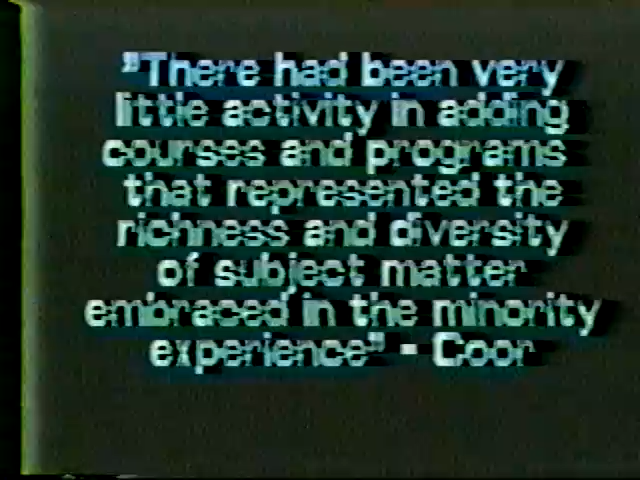 "There had been very
little activity in adding
courses and programs
that represented the
richness and diversity
of subject matter
embraced in the minority
experience" - Coor